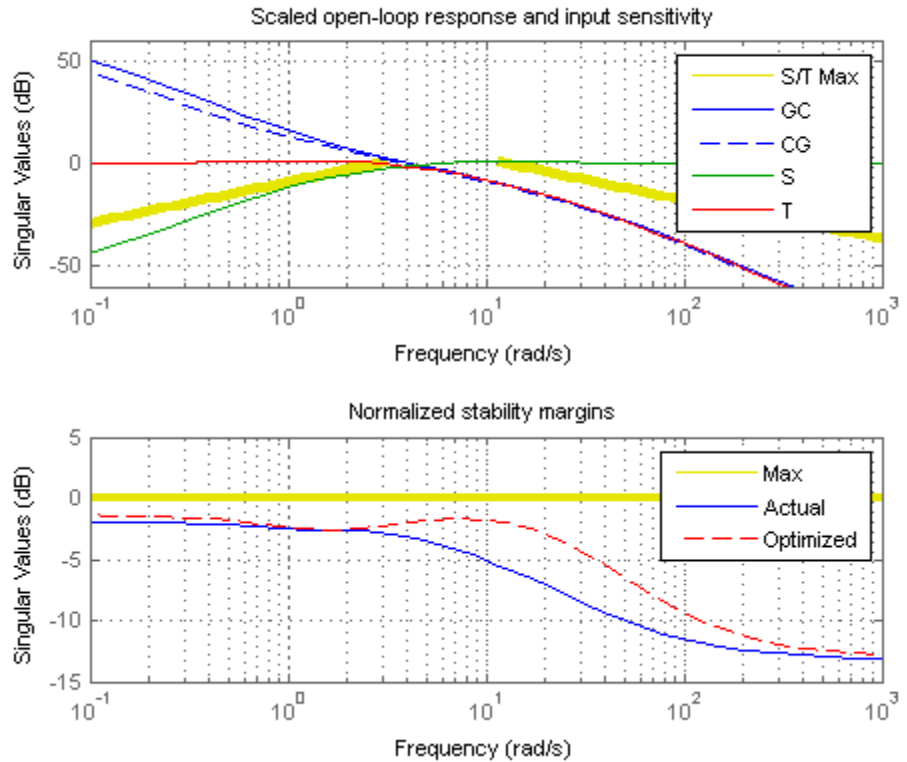 Scaled open-loop response and input sensitivity
Singular Values (dB)
50
0
-50
S/T Max
GC
CG
S
T
10^-1
10^0
10^1
10^2
10^3
Frequency (rad/s)
Normalized stability margins
Singular Values (dB)
5
0
-5
-10
-15
Max
Actual
Optimized
10^-1
10^0
10^1
10^2
10^3
Frequency (rad/s)